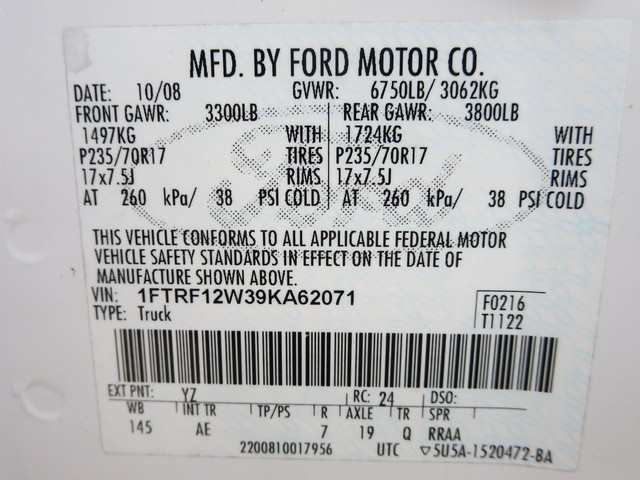 MFD. BY FORD MOTOR CO.
DATE: 10/08 GVWR: 6750LB/ 3062KG
FRONT GAWR: 3300LB REAR GAWR: 3800LB
1497KG WITH 1724KG WITH
P235/70R17 TIRES P235/70R17 TIRES
17x7.5J RIMS 17x7.5J RIMS
AT 260 kPa/ 38 PSI COLD AT 260 kPa/ 38 PSI COLD
THIS VEHICLE CONFORMS TO ALL APPLICABLE FEDERAL MOTOR
VEHICLE SAFETY STANDARDS IN EFFECT ON THE DATE OF
MANUFACTURE SHOWN ABOVE.
VIN: 1FTRF12W39KA62071 F0216
TYPE: Truck T1122
EXT PNT: YZ RC: 24 DSO:
WB INT TR TP/PS R AXLE TR SPR
145 AE 7 19 Q RRAA
2200810017956 UTC ▽5U5A-1520472-BA
Ford